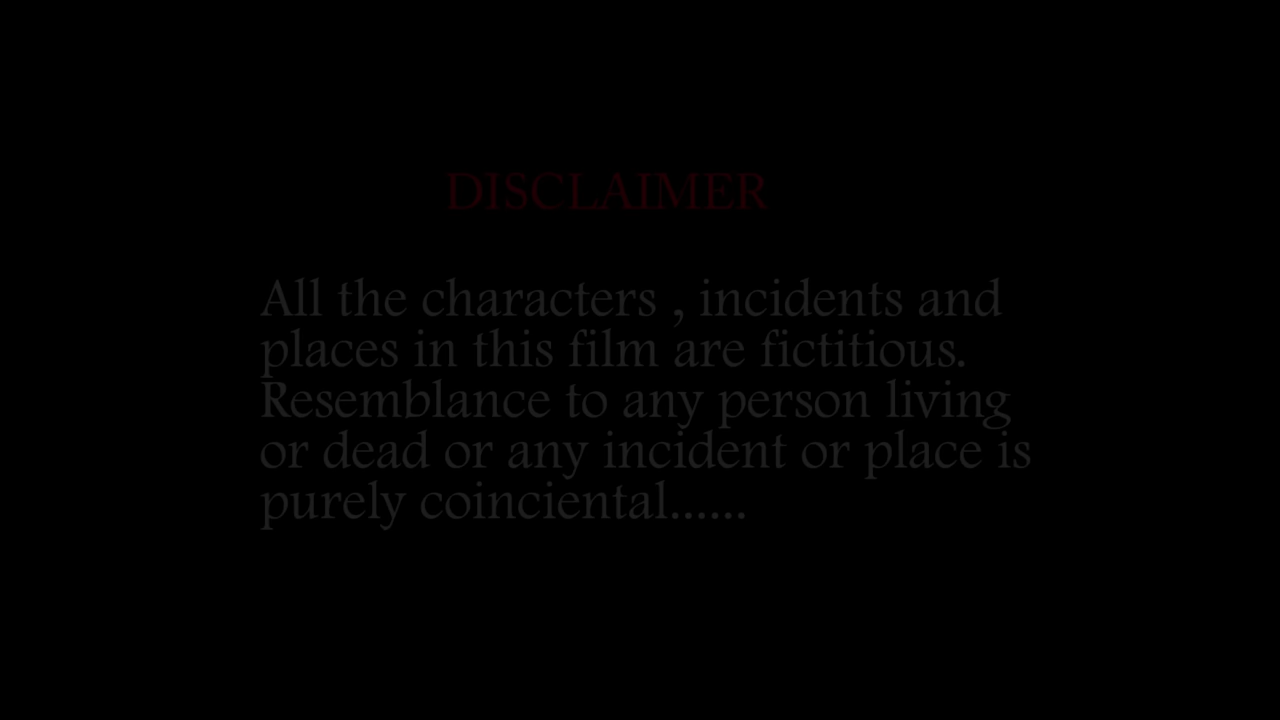 DISCLAIMER
All the characters , incidents and
places in this film are fictitious.
Resemblance to any person living
or dead or any incident or place is
purely coinciental......